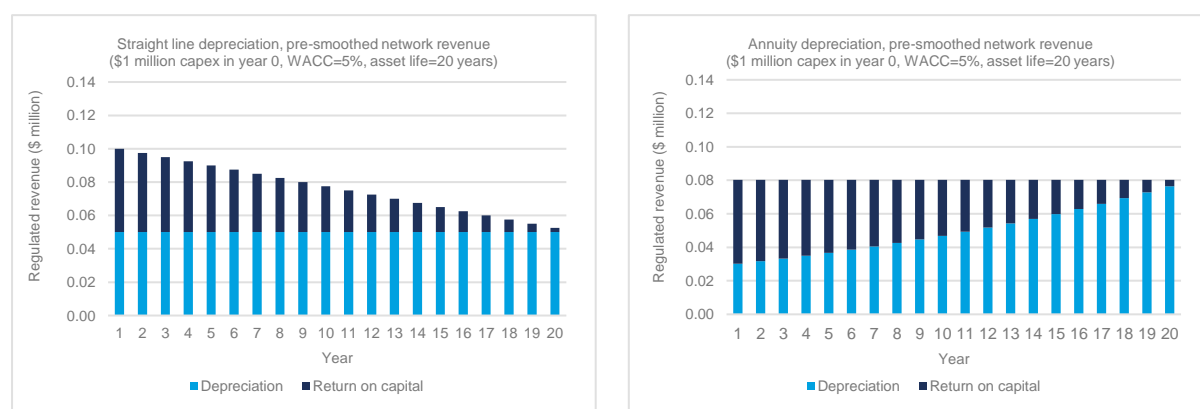 Straight line depreciation, pre-smoothed network revenue
($1 million capex in year 0, WACC=5%, asset life=20 years)
Regulated revenue ($ million)
0.14
0.12
0.10
0.08
0.06
0.04
0.02
0.00
1 2 3 4 5 6 7 8 9 10 11 12 13 14 15 16 17 18 19 20
Year
Depreciation Return on capital
Annuity depreciation, pre-smoothed network revenue
($1 million capex in year 0, WACC=5%, asset life=20 years)
Regulated revenue ($ million)
0.14
0.12
0.10
0.08
0.06
0.04
0.02
0.00
1 2 3 4 5 6 7 8 9 10 11 12 13 14 15 16 17 18 19 20
Year
Depreciation Return on capital